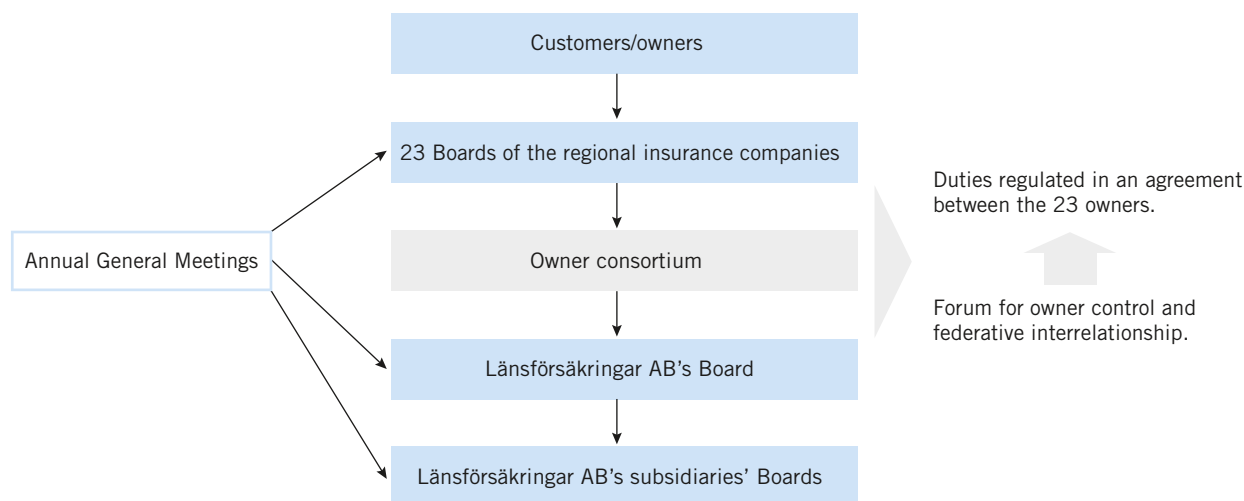 Customers/owners
23 Boards of the regional insurance companies
Duties regulated in an agreement
between the 23 owners.
Annual General Meetings
Owner consortium
Forum for owner control and
federative interrelationship.
Länsförsäkringar AB’s Board
Länsförsäkringar AB’s subsidiaries’ Boards